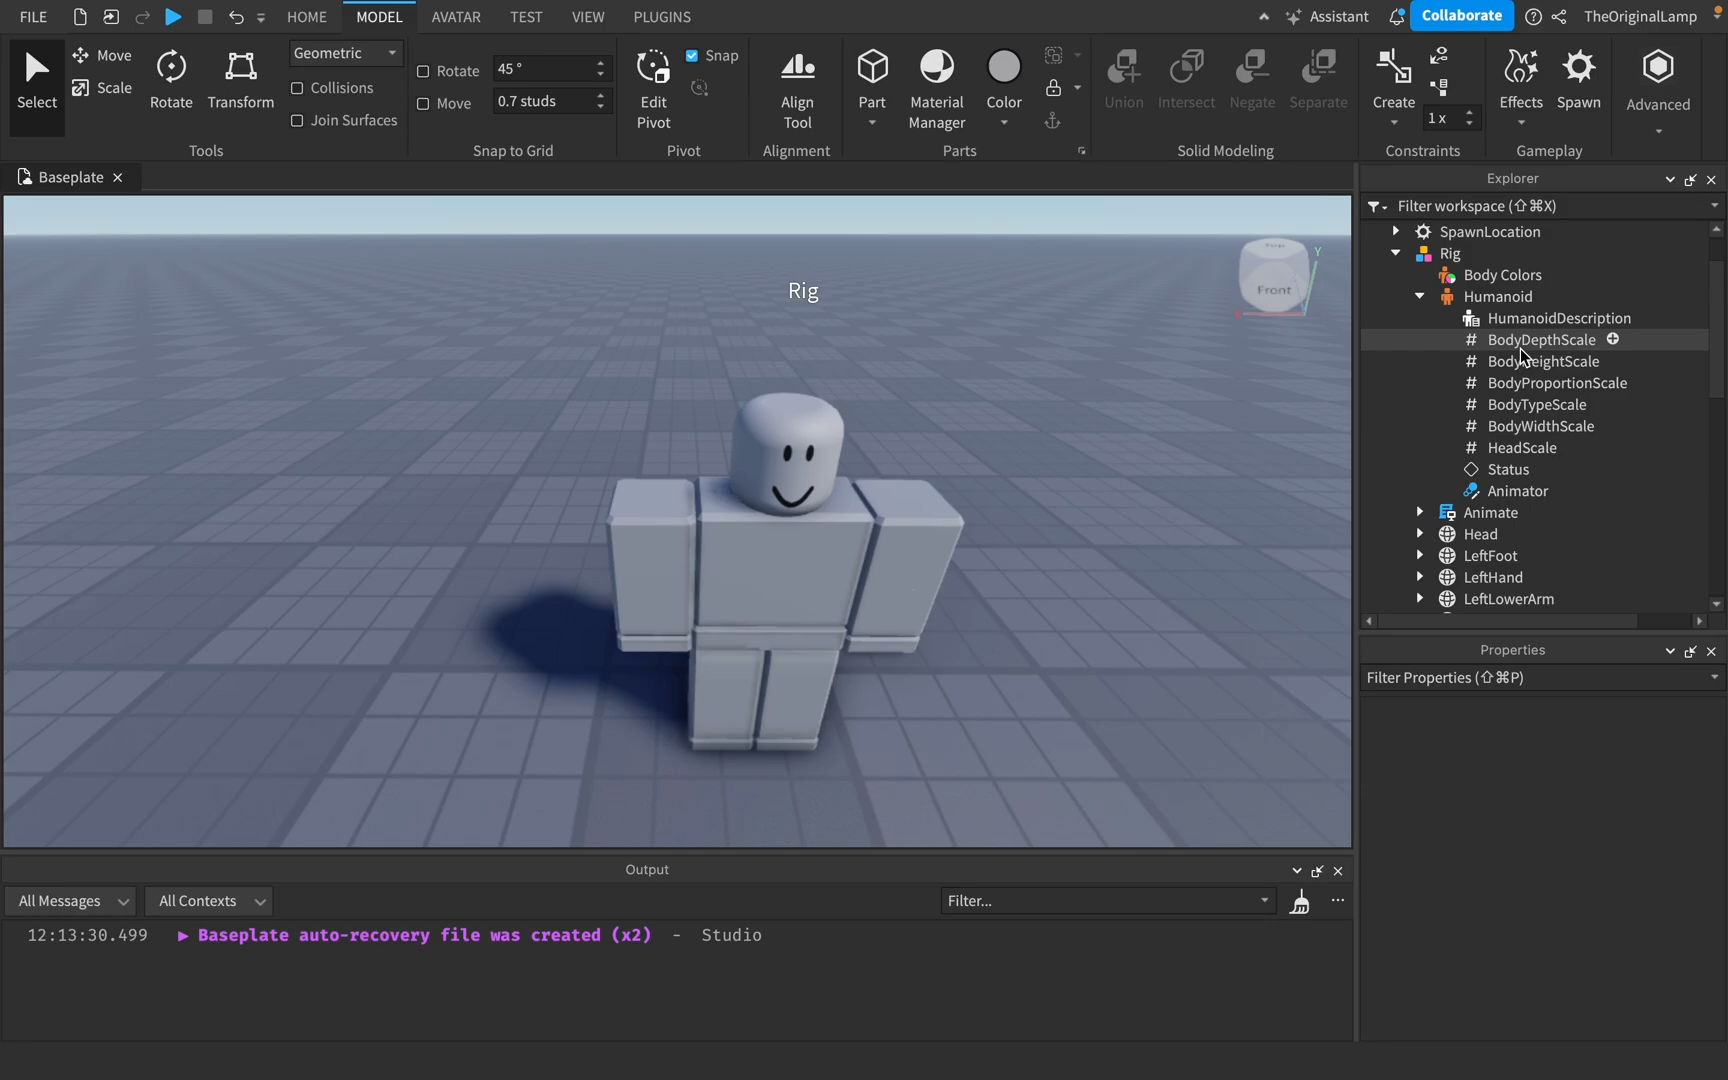 FILE HOME MODEL AVATAR TEST VIEW PLUGINS Assistant Collaborate TheOriginalLamp
Select
Move
Scale
Rotate
Transform
Geometric
Collisions
Join Surfaces
Tools
Rotate 45 °
Move 0.7 studs
Snap to Grid
Edit
Pivot
Snap
Pivot
Align
Tool
Alignment
Part
Material
Manager
Color
Parts
Union Intersect Negate Separate
Solid Modeling
Create
1 x
Constraints
Effects Spawn
Gameplay
Advanced
Baseplate
Rig
Top
Front
Y
Explorer
Filter workspace (⇧⌘X)
SpawnLocation
Rig
Body Colors
Humanoid
HumanoidDescription
BodyDepthScale
BodyHeightScale
BodyProportionScale
BodyTypeScale
BodyWidthScale
HeadScale
Status
Animator
Animate
Head
LeftFoot
LeftHand
LeftLowerArm
Properties
Filter Properties (⇧⌘P)
Output
All Messages All Contexts Filter...
12:13:30.499 ▶ Baseplate auto-recovery file was created (x2) - Studio